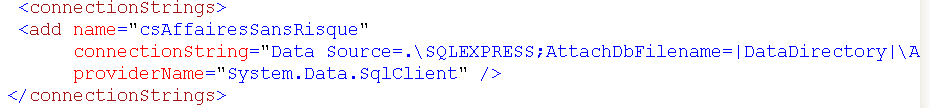 <connectionStrings>
<add name="csAffairesSansRisque"
connectionString="Data Source=.\SQLEXPRESS;AttachDbFilename=|DataDirectory|\A
providerName="System.Data.SqlClient" />
</connectionStrings>